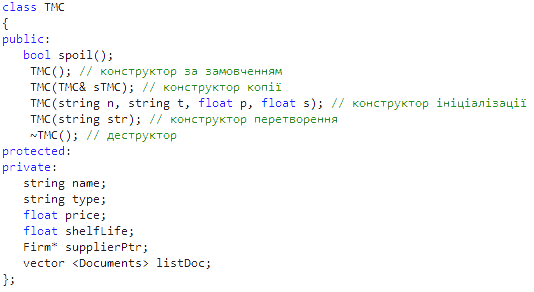 class TMC
{
public:
bool spoil();
TMC(); // конструктор за замовченням
TMC(TMC& sTMC); // конструктор копії
TMC(string n, string t, float p, float s); // конструктор ініціалізації
TMC(string str); // конструктор перетворення
~TMC(); // деструктор
protected:
private:
string name;
string type;
float price;
float shelfLife;
Firm* supplierPtr;
vector <Documents> listDoc;
};